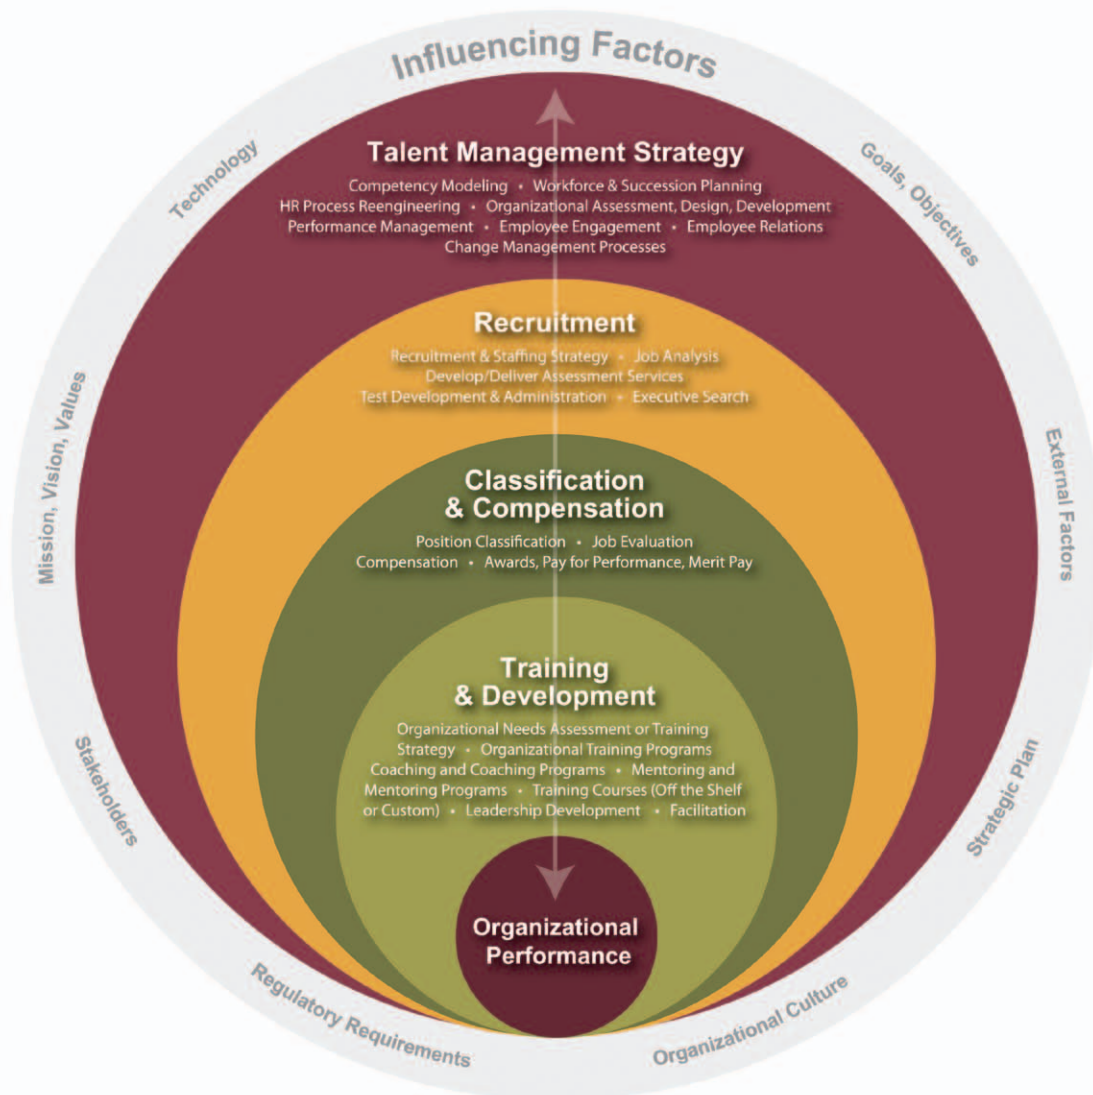 Influencing Factors
Technology
Goals, Objectives
Talent Management Strategy
Competency Modeling • Workforce & Succession Planning
HR Process Reengineering • Organizational Assessment, Design, Development
Performance Management • Employee Engagement • Employee Relations
Change Management Processes
Recruitment
Recruitment & Staffing Strategy • Job Analysis
Develop/Deliver Assessment Services
Test Development & Administration • Executive Search
Mission, Vision, Values
External Factors
Classification
& Compensation
Position Classification • Job Evaluation
Compensation • Awards, Pay for Performance, Merit Pay
Training
& Development
Organizational Needs Assessment or Training
Strategy • Organizational Training Programs
Coaching and Coaching Programs • Mentoring and
Mentoring Programs • Training Courses (Off the Shelf
or Custom) • Leadership Development • Facilitation
Stakeholders
Strategic Plan
Organizational
Performance
Regulatory Requirements
Organizational Culture